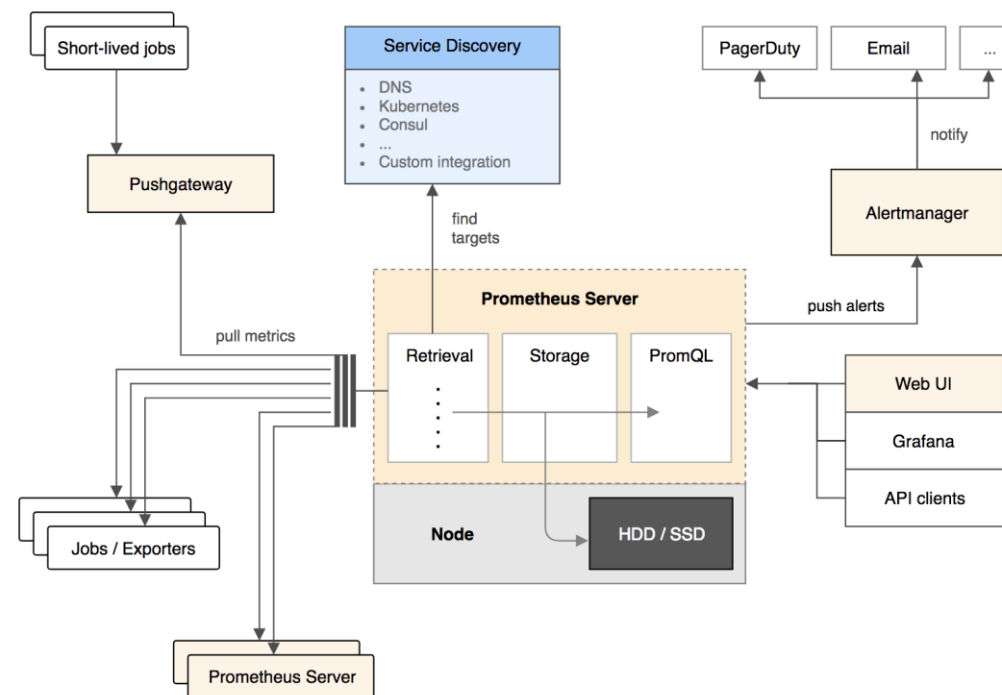 Short-lived jobs
Service Discovery
• DNS
• Kubernetes
• Consul
• ...
• Custom integration
PagerDuty
Email
...
notify
Pushgateway
find
targets
Alertmanager
Prometheus Server
push alerts
pull metrics
Retrieval
Storage
PromQL
Web UI
Grafana
API clients
Node
HDD / SSD
Jobs / Exporters
Prometheus Server